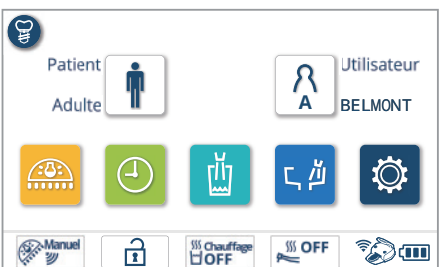 Patient
Utilisateur
Adulte
A
BELMONT
Manuel
Chauffage
OFF
OFF